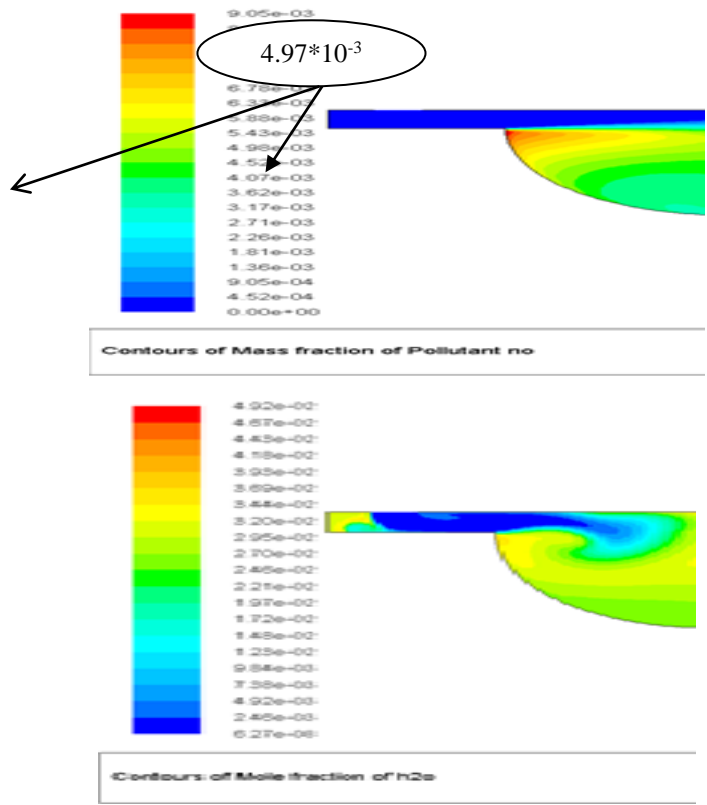 9.05e-03
4.97*10⁻³
6.33e-03
5.88e-03
5.43e-03
4.98e-03
4.52e-03
4.07e-03
3.62e-03
3.17e-03
2.71e-03
2.26e-03
1.81e-03
1.36e-03
9.05e-04
4.52e-04
0.00e+00
Contours of Mass fraction of Pollutant no
4.92e-02
4.67e-02
4.43e-02
4.18e-02
3.93e-02
3.69e-02
3.44e-02
3.20e-02
2.95e-02
2.70e-02
2.46e-02
2.21e-02
1.97e-02
1.72e-02
1.48e-02
1.23e-02
9.84e-03
7.38e-03
4.92e-03
2.46e-03
6.27e-08
Contours of Mole fraction of h2o